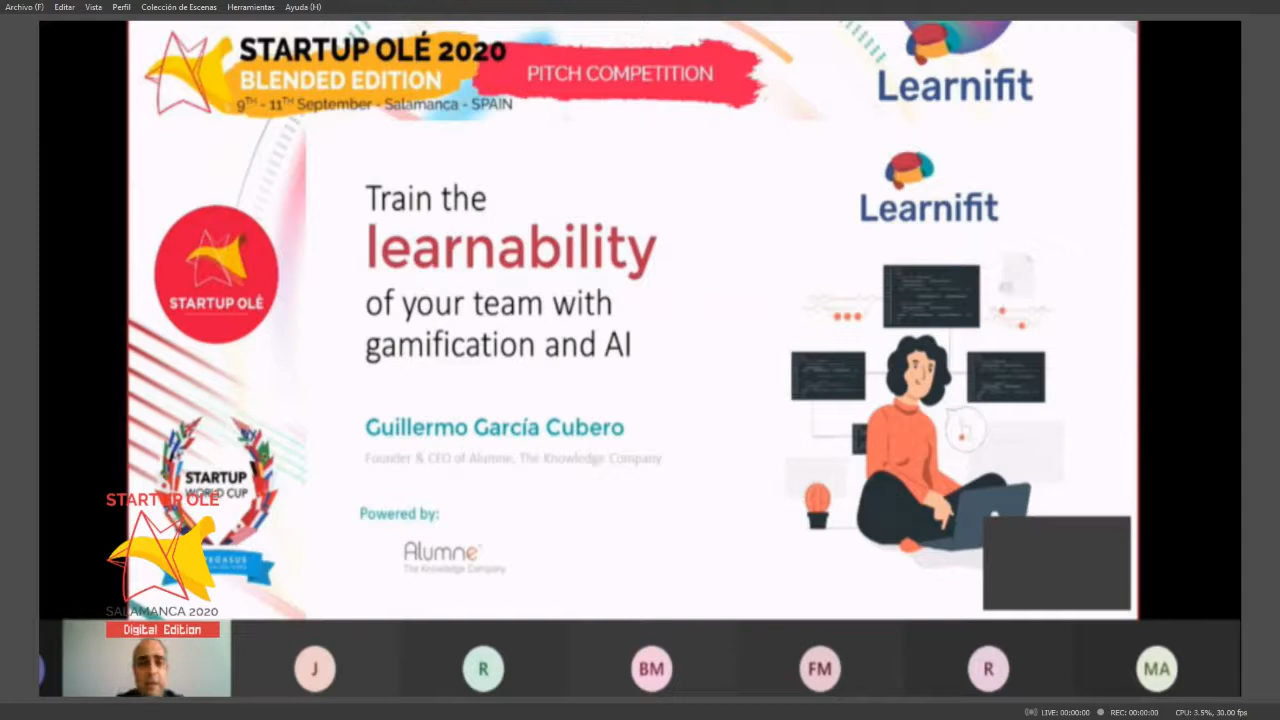 Archivo (F) Editar Vista Perfil Colección de Escenas Herramientas Ayuda (H)
STARTUP OLÉ 2020
BLENDED EDITION
9TH - 11TH September - Salamanca - SPAIN
PITCH COMPETITION
Learnifit
Learnifit
Train the
learnability
of your team with
gamification and AI
STARTUP OLÉ
Guillermo García Cubero
Founder & CEO of Alumne, The Knowledge Company
Powered by:
Alumne
The Knowledge Company
STARTUP
WORLD CUP
STARTUP OLÉ
PEGASUS
SALAMANCA 2020
Digital Edition
J R BM FM R MA
LIVE: 00:00:00 REC: 00:00:00 CPU: 3.5%, 30.00 fps